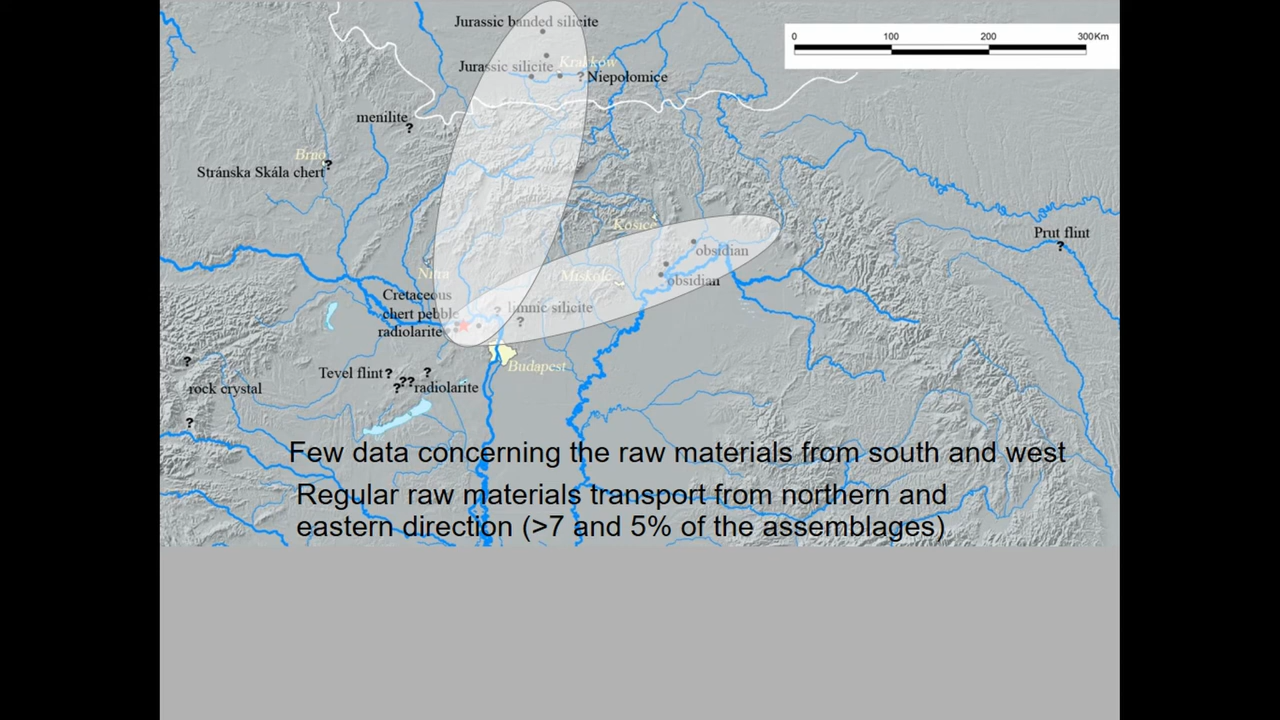 Jurassic banded silicite
0 100 200 300Km
Jurassic silicite
Krakków
? Niepołomice
menilite
?
Brno
?
Stránska Skála chert
Košice
Prut flint
?
obsidian
Nitra
Miskolc
obsidian
Cretaceous
chert pebble
? limnic silicite
?
radiolarite
?
Budapest
Tevel flint ?
? ?? ?
rock crystal
radiolarite
?
Few data concerning the raw materials from south and west
Regular raw materials transport from northern and
eastern direction (>7 and 5% of the assemblages)